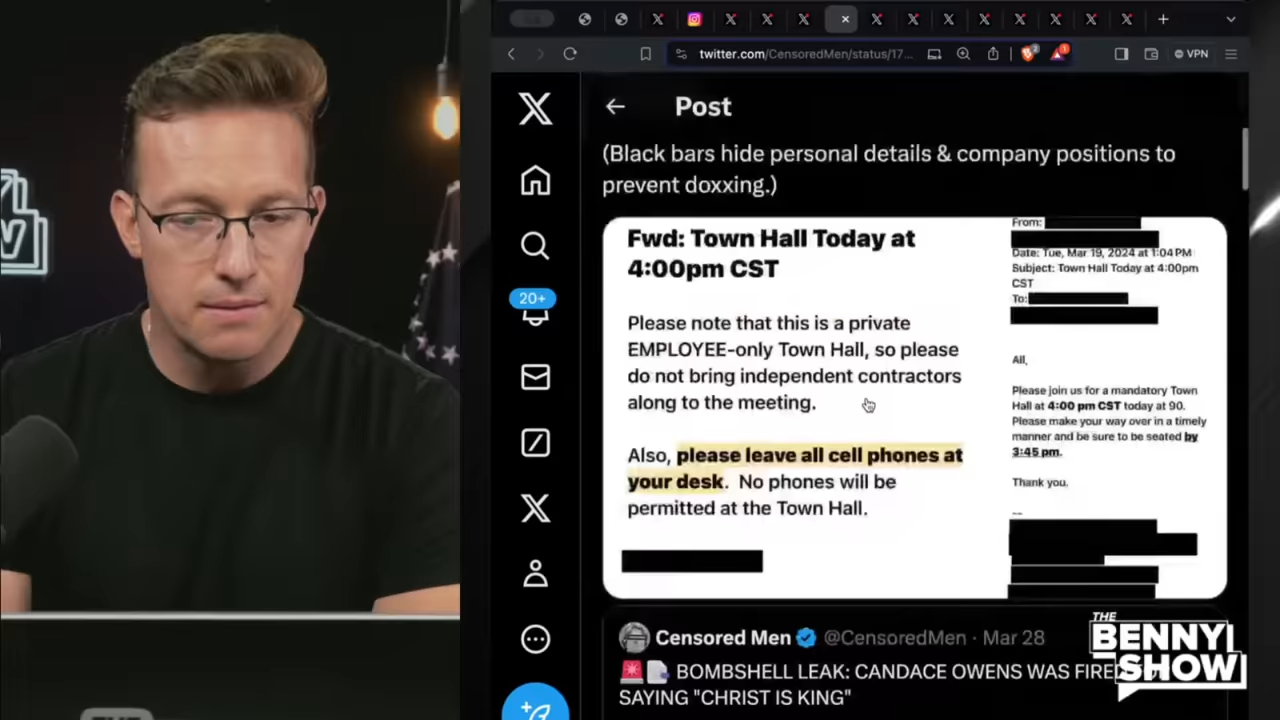 twitter.com/CensoredMen/status/17...
VPN
Post
20+
(Black bars hide personal details & company positions to
prevent doxxing.)
Fwd: Town Hall Today at
4:00pm CST
Please note that this is a private
EMPLOYEE-only Town Hall, so please
do not bring independent contractors
along to the meeting.
Also, please leave all cell phones at
your desk. No phones will be
permitted at the Town Hall.
From:
Date: Tue, Mar 19, 2024 at 1:04 PM
Subject: Town Hall Today at 4:00pm
CST
To:
All,
Please join us for a mandatory Town
Hall at 4:00 pm CST today at 90.
Please make your way over in a timely
manner and be sure to be seated by
3:45 pm.
Thank you.
--
Censored Men @CensoredMen · Mar 28
BOMBSHELL LEAK: CANDACE OWENS WAS FIRED
SAYING "CHRIST IS KING"
THE
BENNY
SHOW